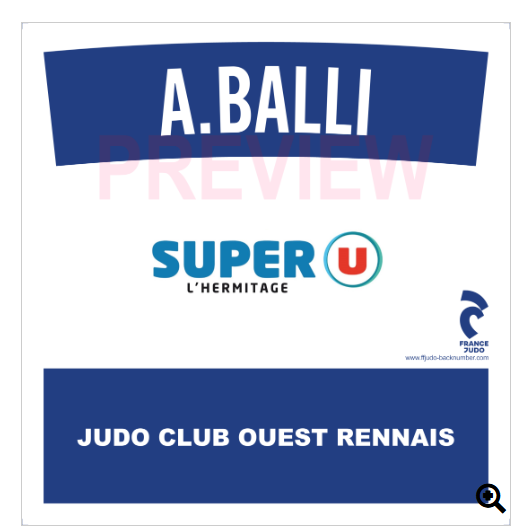 A.BALLI
PREVIEW
SUPER U
L'HERMITAGE
FRANCE
JUDO
www.ffjudo-backnumber.com
JUDO CLUB OUEST RENNAIS